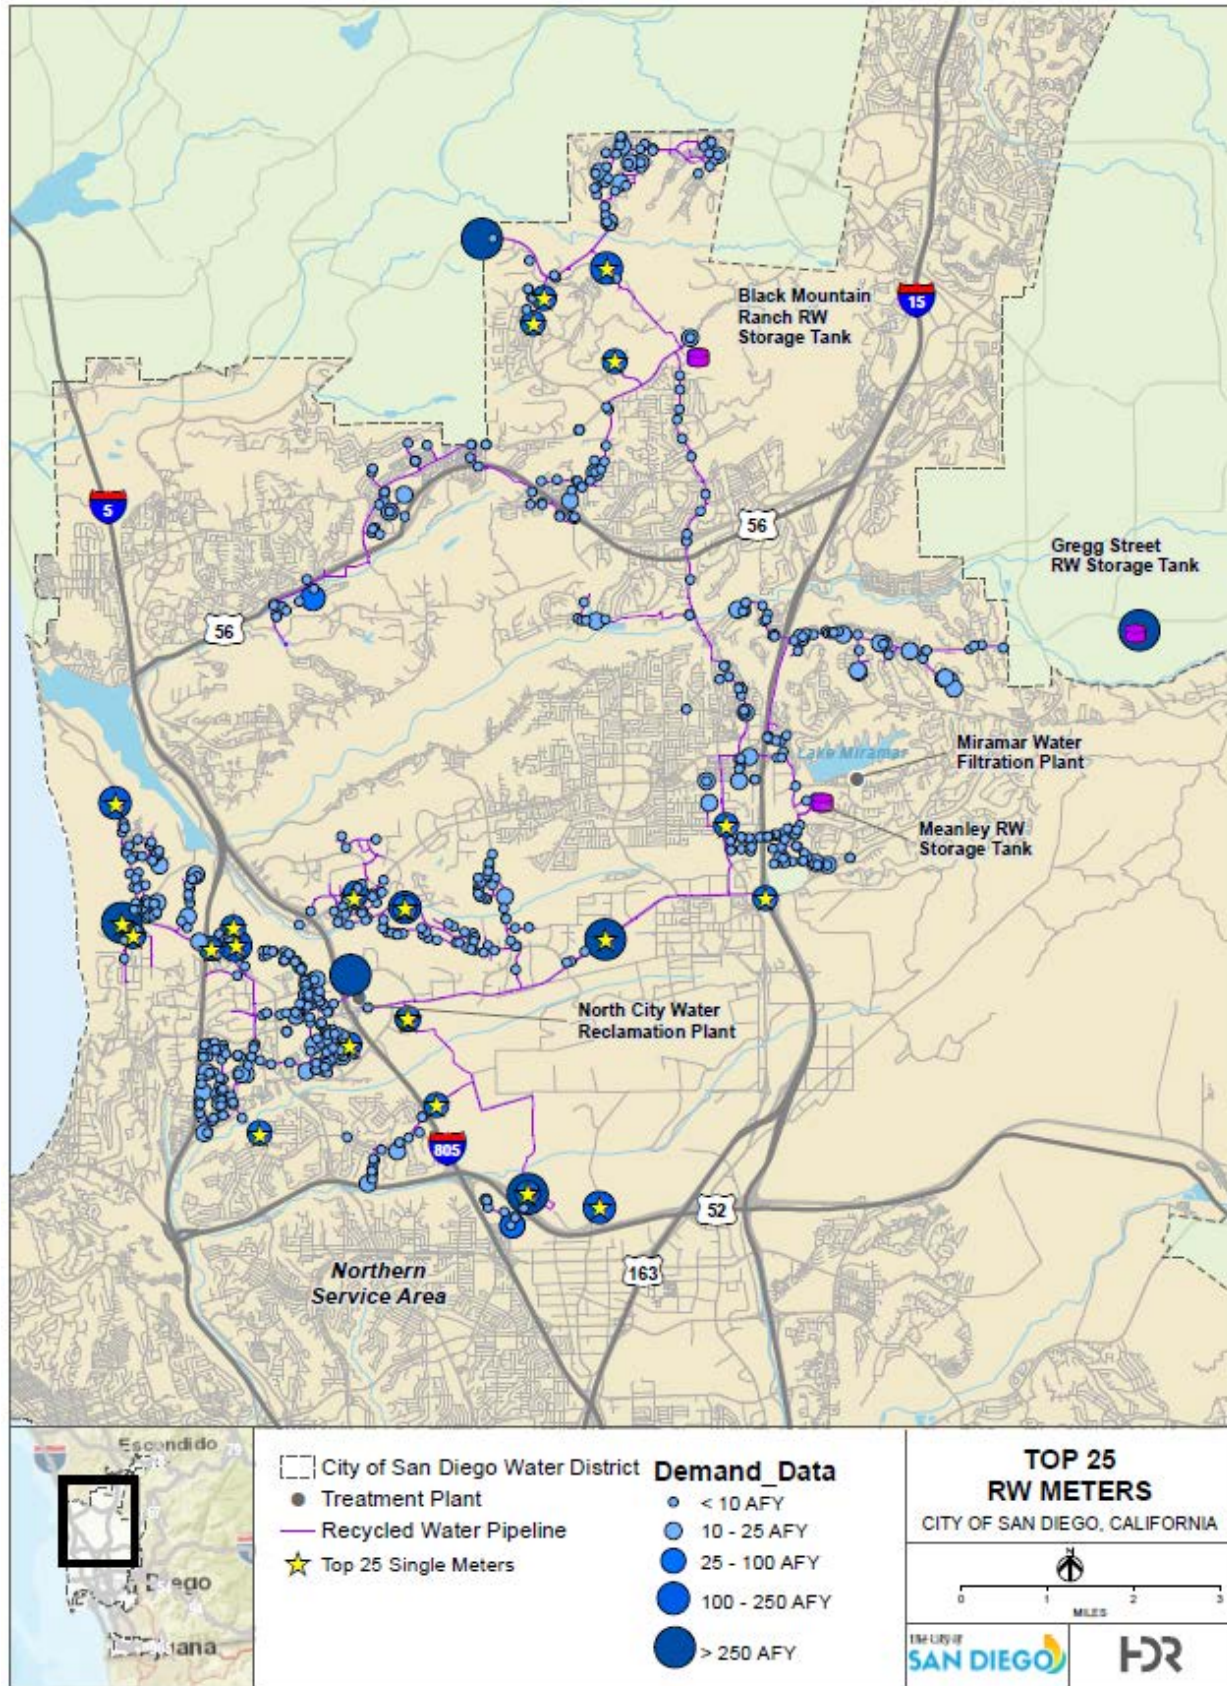 Black Mountain
Ranch RW
Storage Tank
15
5
56
Gregg Street
RW Storage Tank
56
Lake Miramar
Miramar Water
Filtration Plant
Meanley RW
Storage Tank
North City Water
Reclamation Plant
805
52
163
Northern
Service Area
Escondido
Diego
City of San Diego Water District
Treatment Plant
Recycled Water Pipeline
Top 25 Single Meters
Demand_Data
< 10 AFY
10 - 25 AFY
25 - 100 AFY
100 - 250 AFY
> 250 AFY
TOP 25
RW METERS
CITY OF SAN DIEGO, CALIFORNIA
N
0 1 2 3
MILES
the City of
SAN DIEGO
HDR